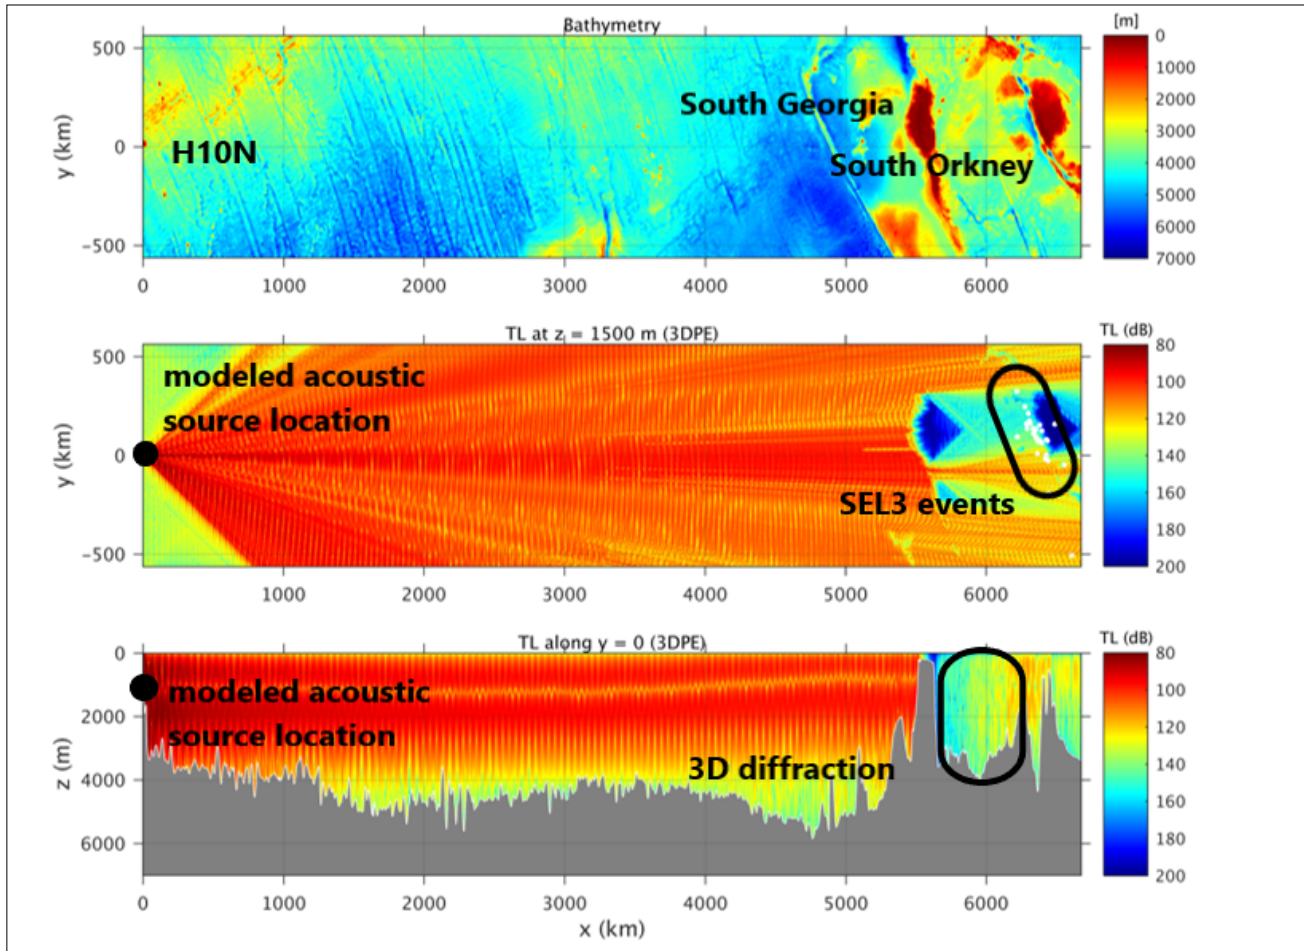 Bathymetry
[m]
500
0
−500
y (km)
South Georgia
H10N
South Orkney
0
1000
2000
3000
4000
5000
6000
7000
0 1000 2000 3000 4000 5000 6000
TL at z = 1500 m (3DPE)
TL (dB)
500
0
−500
y (km)
modeled acoustic
source location
SEL3 events
80
100
120
140
160
180
200
1000 2000 3000 4000 5000 6000
TL along y = 0 (3DPE)
TL (dB)
0
2000
4000
6000
z (m)
modeled acoustic
source location
3D diffraction
80
100
120
140
160
180
200
0 1000 2000 3000 4000 5000 6000
x (km)